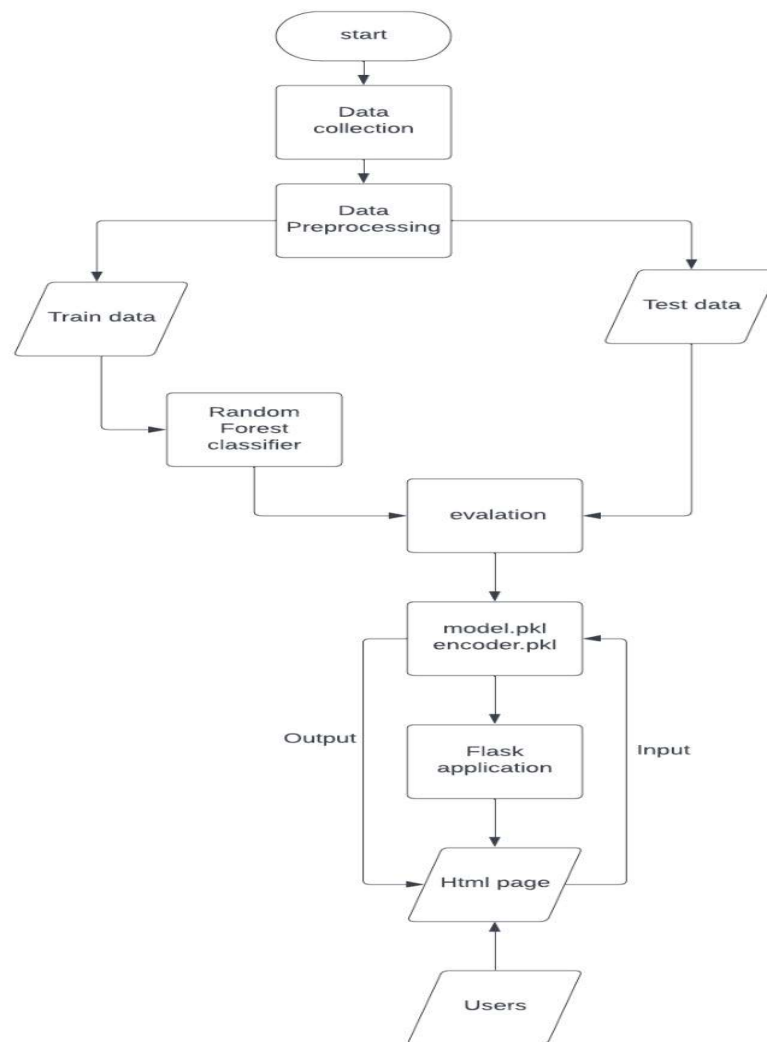 start
Data
collection
Data
Preprocessing
Train data
Test data
Random
Forest
classifier
evalation
model.pkl
encoder.pkl
Output
Flask
application
Input
Html page
Users